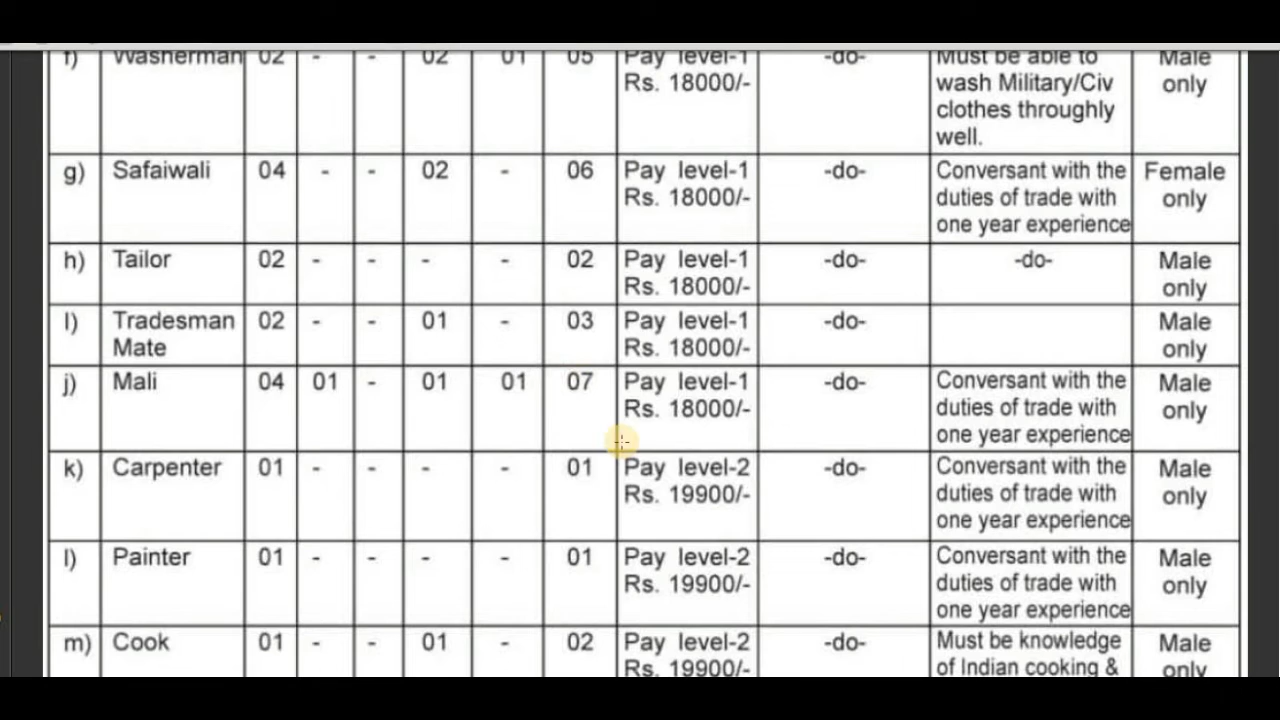 f) Washerman 02 - - 02 01 05 Pay level-1 -do- Must be able to Male
Rs. 18000/- wash Military/Civ only
clothes throughly
well.
g) Safaiwali 04 - - 02 - 06 Pay level-1 -do- Conversant with the Female
Rs. 18000/- duties of trade with only
one year experience
h) Tailor 02 - - - - 02 Pay level-1 -do- -do- Male
Rs. 18000/- only
l) Tradesman 02 - - 01 - 03 Pay level-1 -do- Male
Mate Rs. 18000/- only
j) Mali 04 01 - 01 01 07 Pay level-1 -do- Conversant with the Male
Rs. 18000/- duties of trade with only
one year experience
k) Carpenter 01 - - - - 01 Pay level-2 -do- Conversant with the Male
Rs. 19900/- duties of trade with only
one year experience
l) Painter 01 - - - - 01 Pay level-2 -do- Conversant with the Male
Rs. 19900/- duties of trade with only
one year experience
m) Cook 01 - - 01 - 02 Pay level-2 -do- Must be knowledge Male
Rs. 19900/- of Indian cooking & only